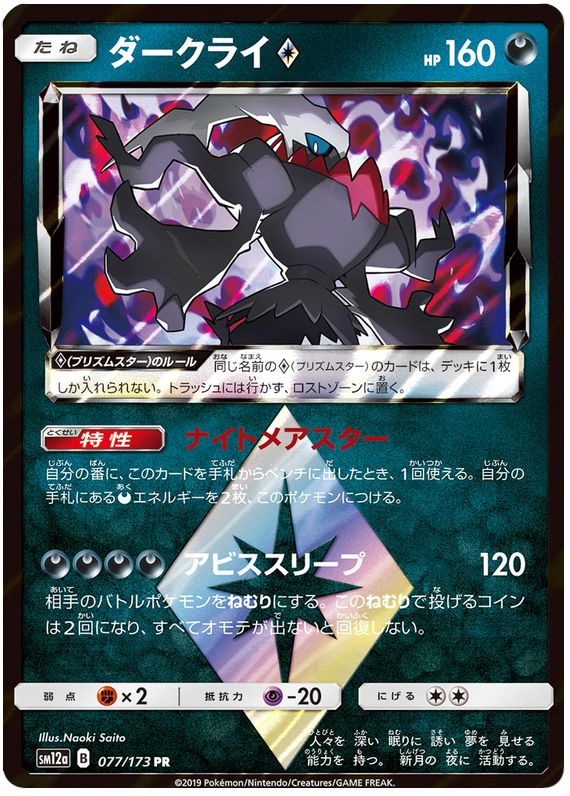 たね
ダークライ◇
HP 160
◇(プリズムスター)のルール
同じ名前の◇(プリズムスター)のカードは、デッキに1枚
しか入れられない。トラッシュには行かず、ロストゾーンに置く。
特性 ナイトメアスター
自分の番に、このカードを手札からベンチに出したとき、1回使える。自分の
手札にあるエネルギーを2枚、このポケモンにつける。
アビススリープ 120
相手のバトルポケモンをねむりにする。このねむりで投げるコイン
は2回になり、すべてオモテが出ないと回復しない。
弱点 ×2 抵抗力 -20 にげる
Illus.Naoki Saito
人々を 深い 眠りに 誘い 夢を 見せる
能力を 持つ。 新月の 夜に 活動する。
SM12a B 077/173 PR
©2019 Pokémon/Nintendo/Creatures/GAME FREAK.